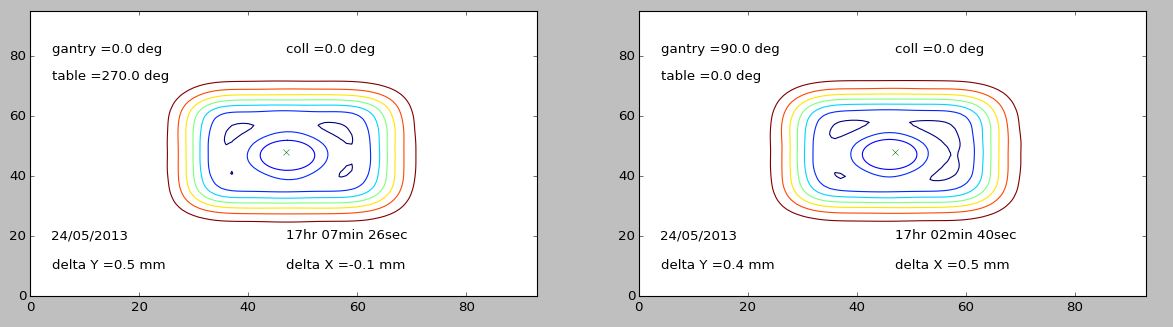 gantry =0.0 deg coll =0.0 deg
table =270.0 deg
24/05/2013 17hr 07min 26sec
delta Y =0.5 mm delta X =-0.1 mm
80
60
40
20
0
0 20 40 60 80
gantry =90.0 deg coll =0.0 deg
table =0.0 deg
24/05/2013 17hr 02min 40sec
delta Y =0.4 mm delta X =0.5 mm
80
60
40
20
0
0 20 40 60 80